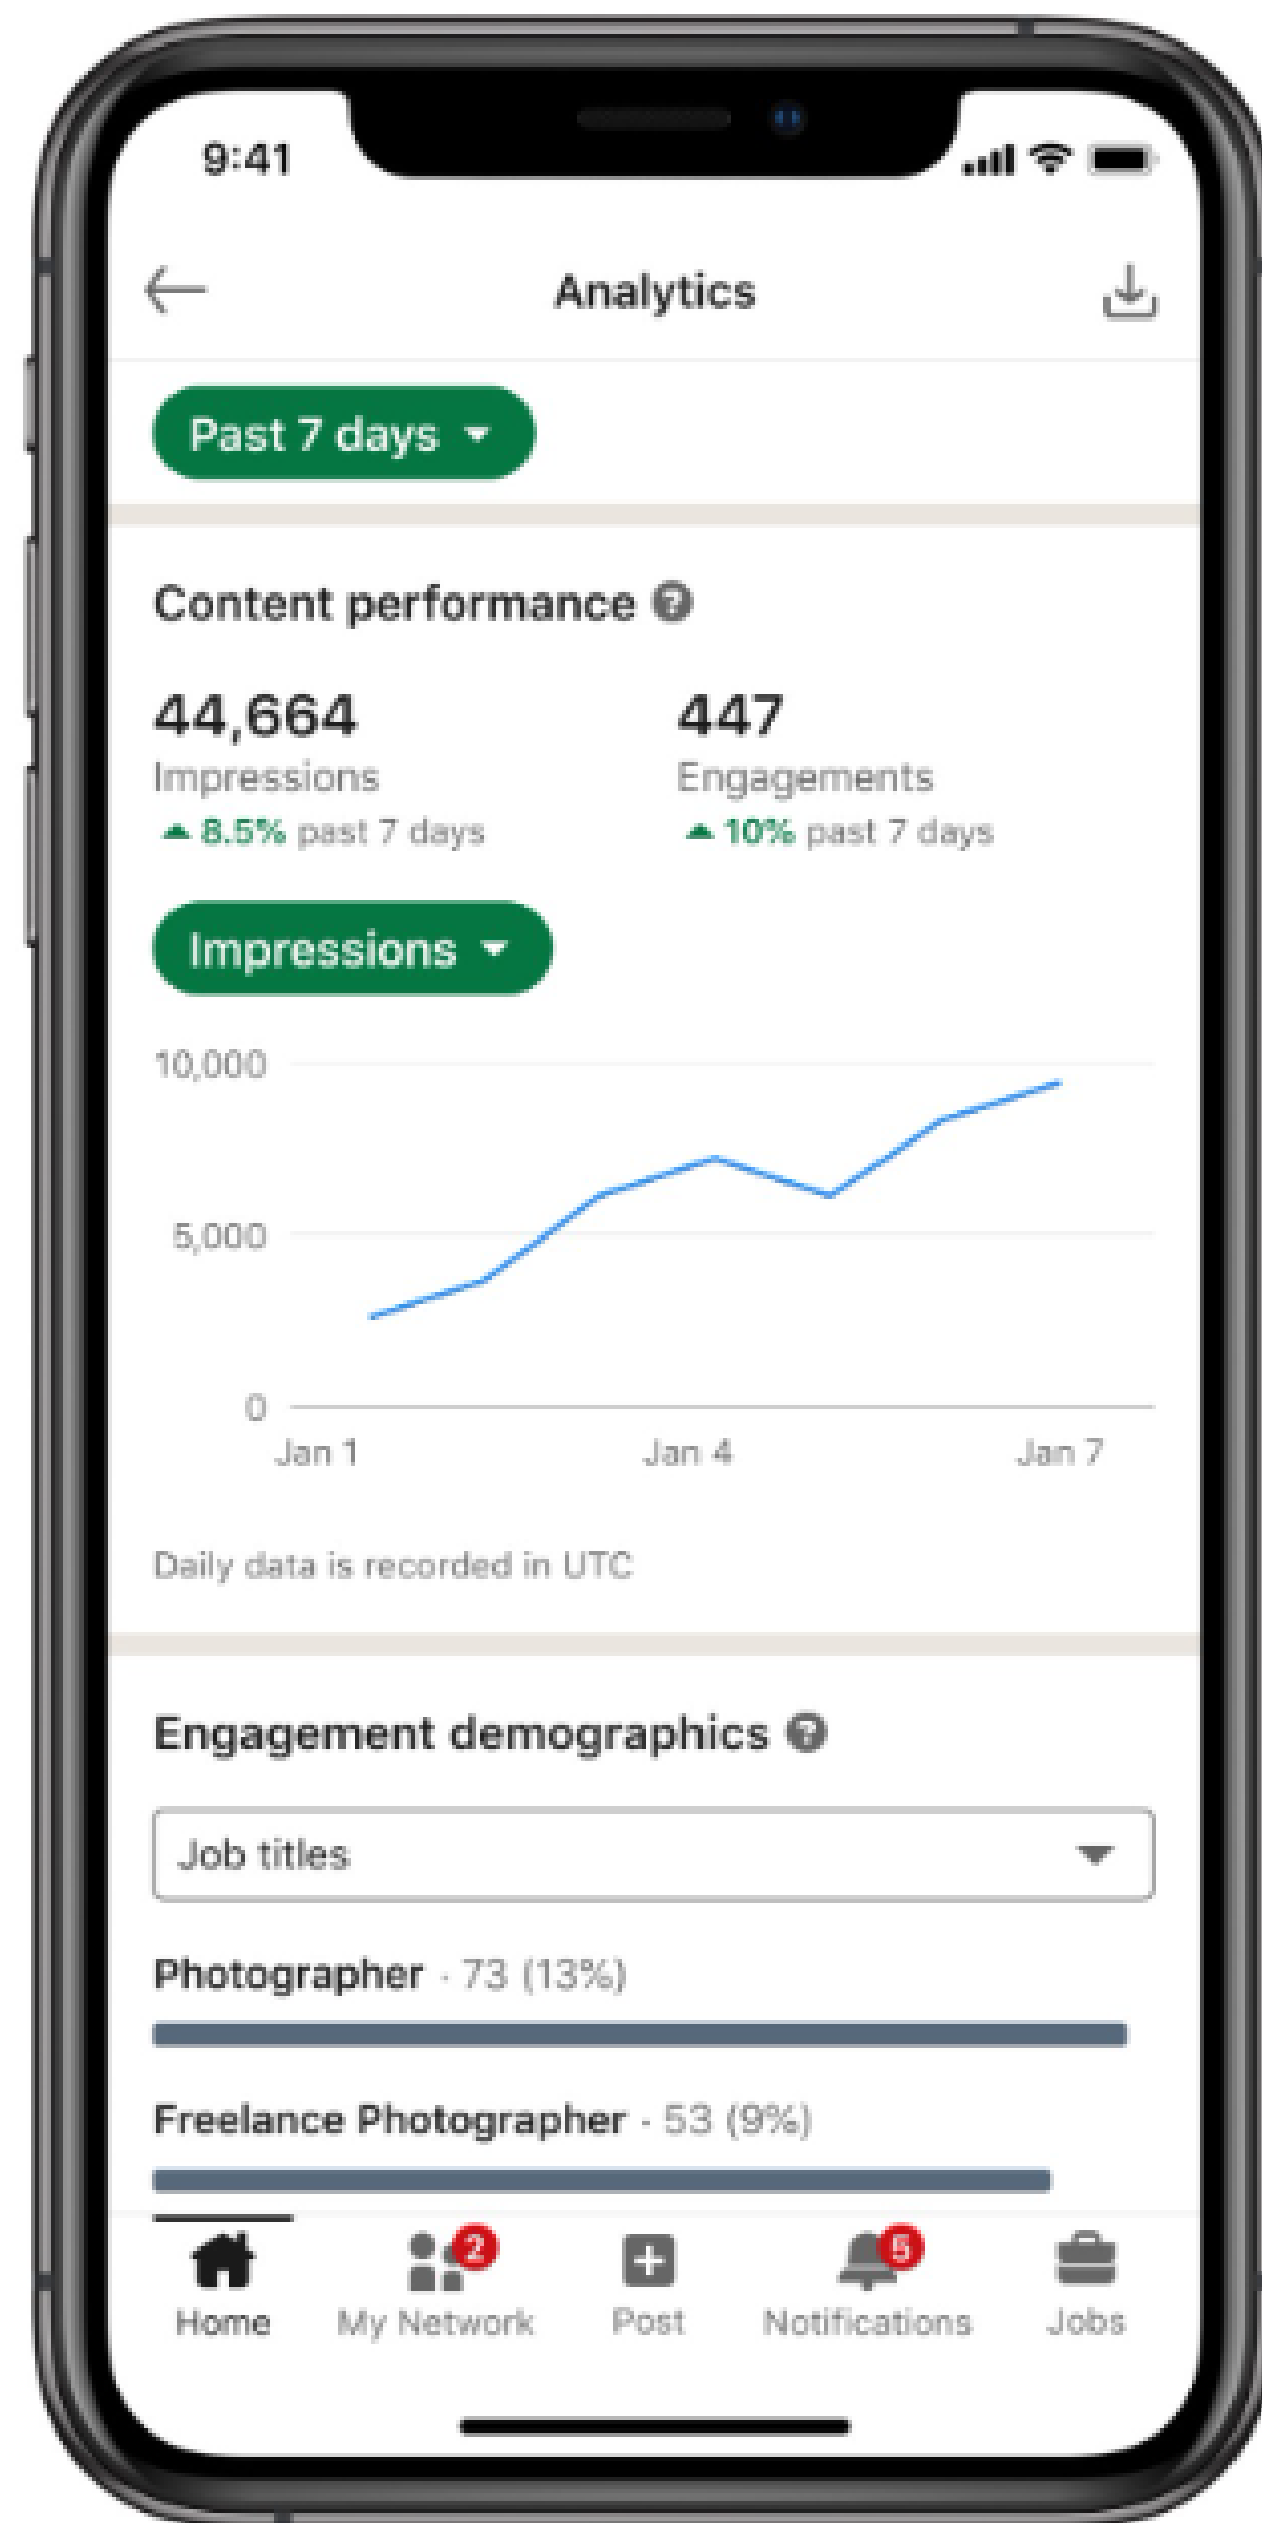 9:41
Analytics
Past 7 days
Content performance
44,664 447
Impressions Engagements
8.5% past 7 days 10% past 7 days
Impressions
10,000
5,000
0
Jan 1 Jan 4 Jan 7
Daily data is recorded in UTC
Engagement demographics
Job titles
Photographer · 73 (13%)
Freelance Photographer · 53 (9%)
2 5
Home My Network Post Notifications Jobs